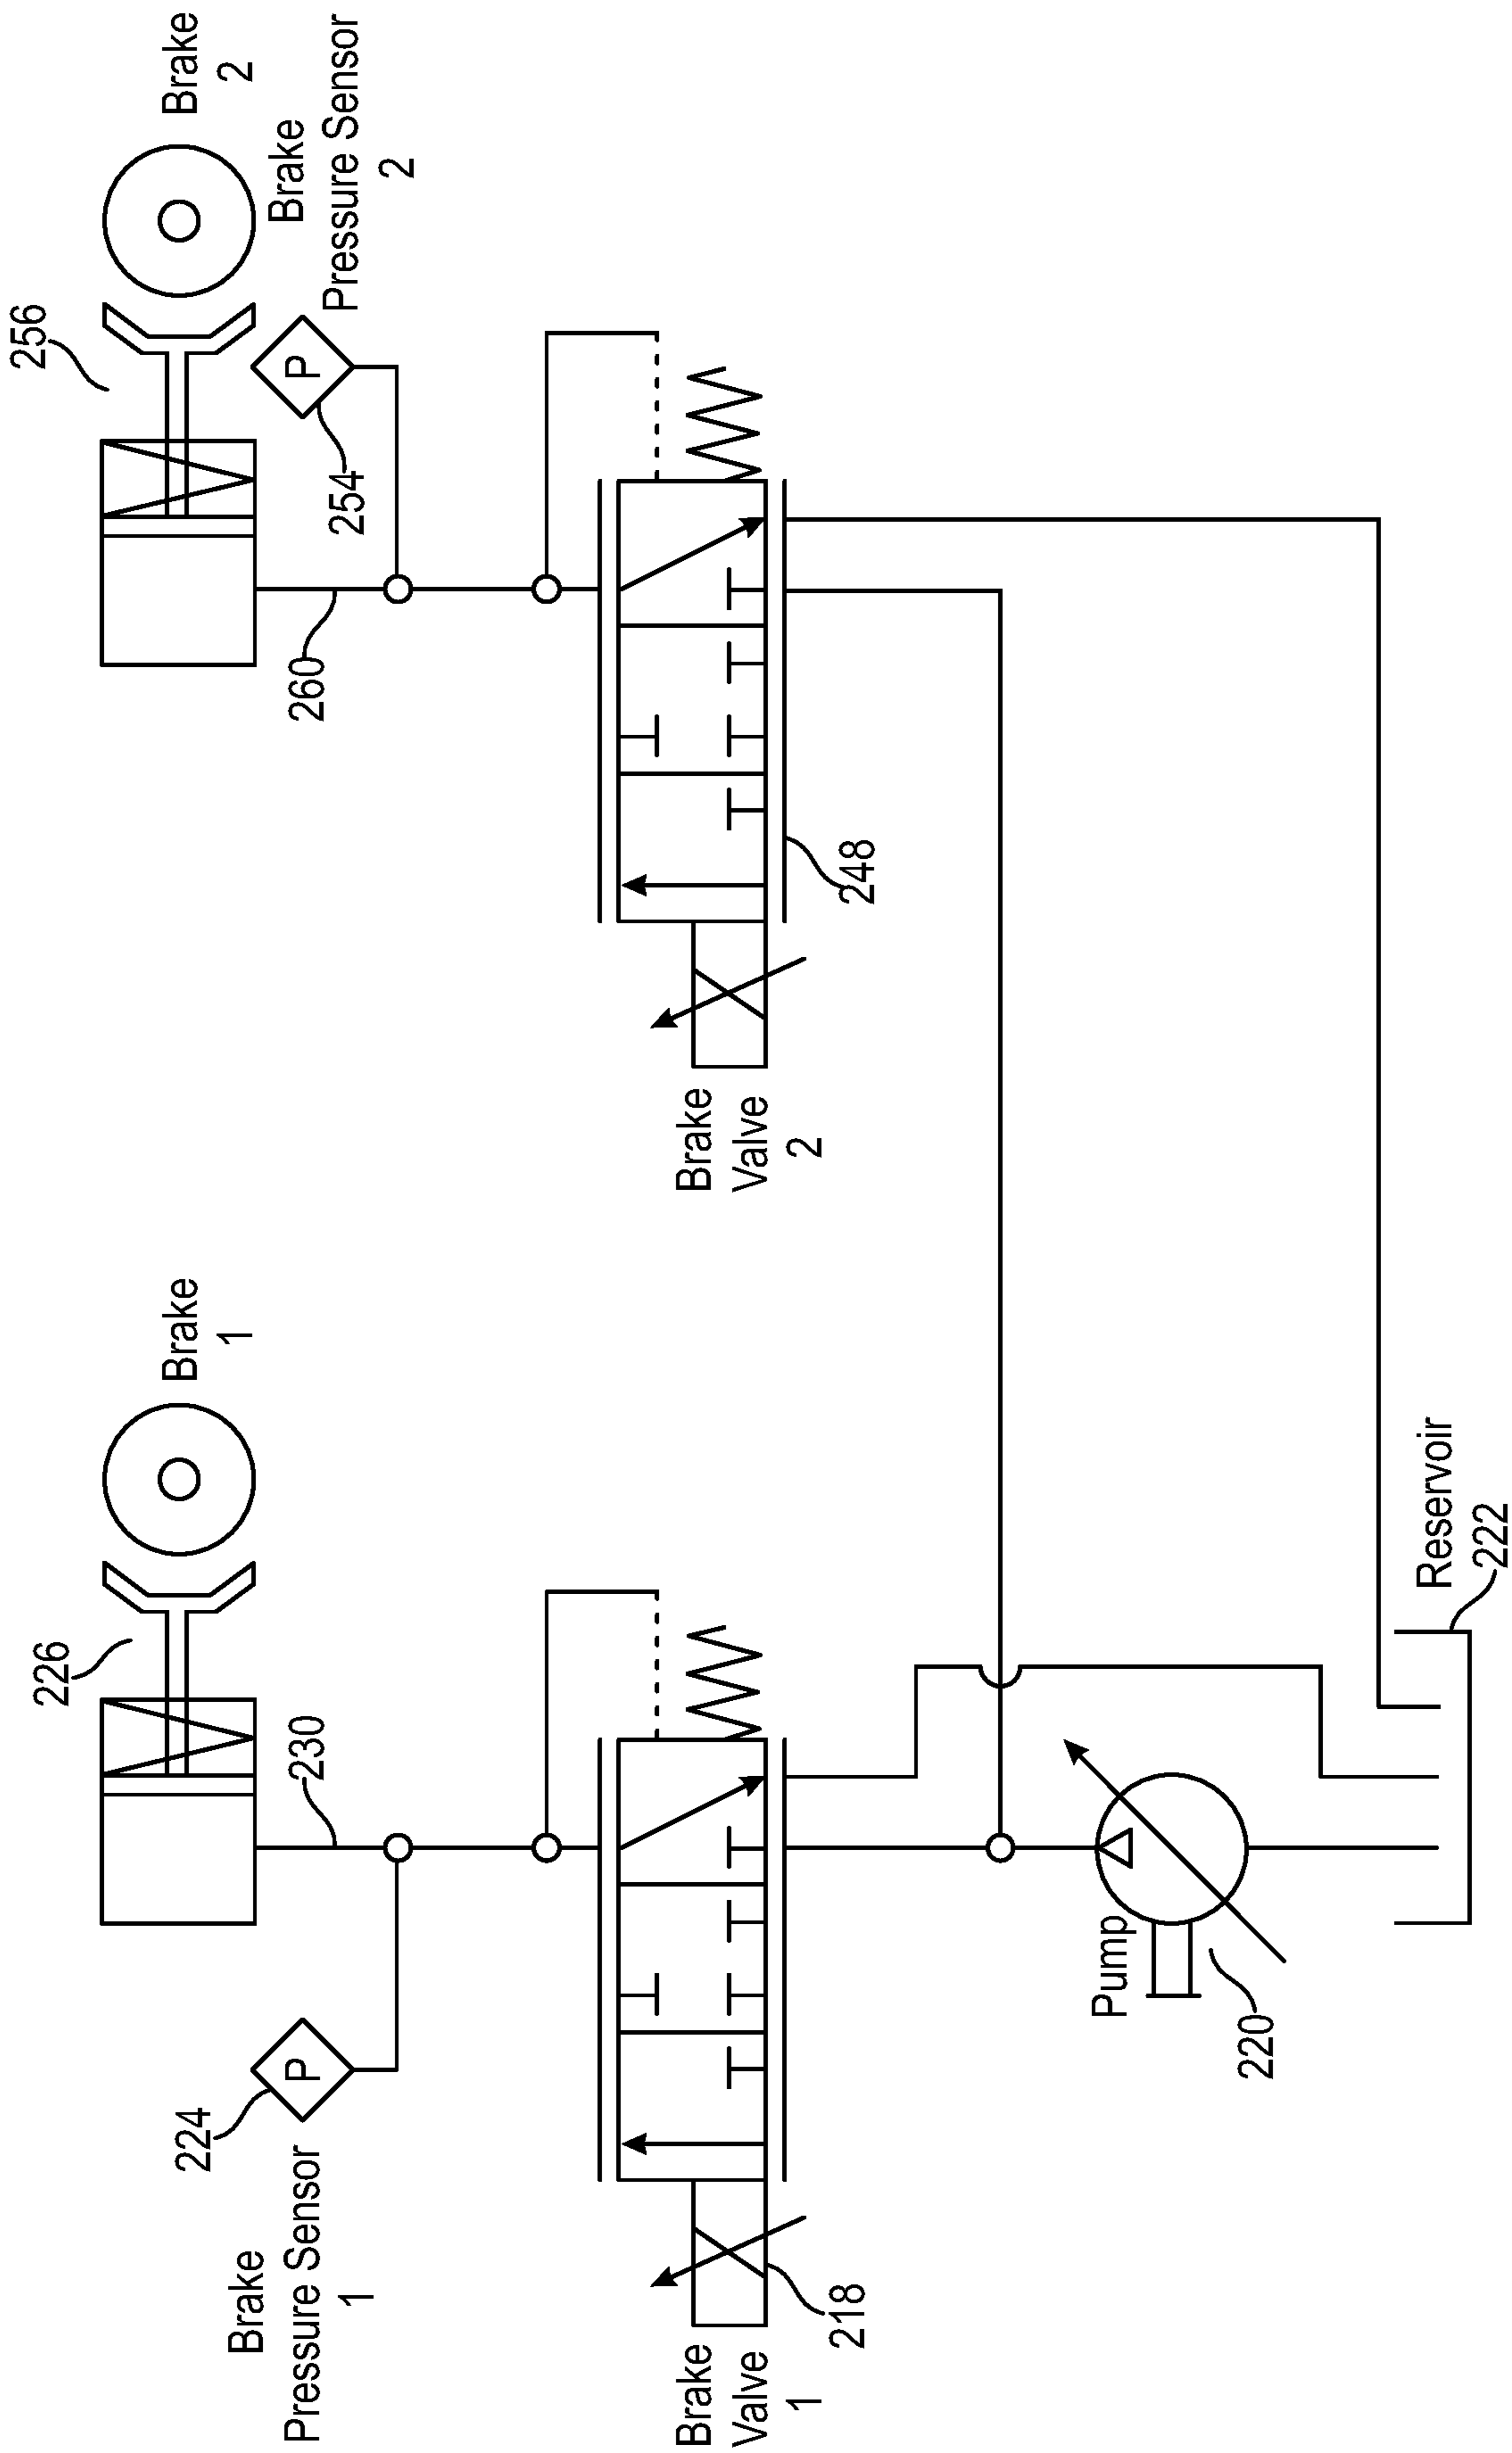 Brake
Pressure Sensor
1
224
P
226
230
Brake
1
Brake
Valve
1
218
256
P
254
260
Brake
2
Brake
Pressure Sensor
2
Brake
Valve
2
248
Pump
220
Reservoir
222